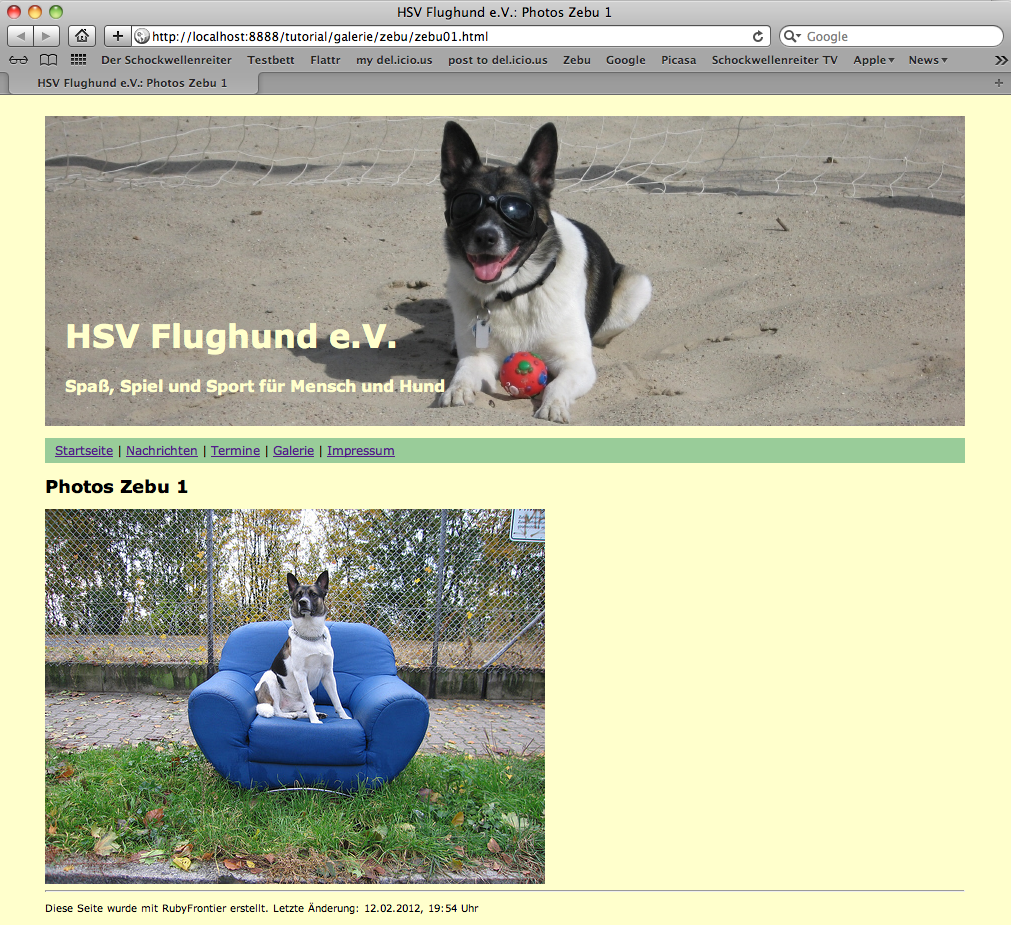 HSV Flughund e.V.: Photos Zebu 1
http://localhost:8888/tutorial/galerie/zebu/zebu01.html
Google
Der Schockwellenreiter Testbett Flattr my del.icio.us post to del.icio.us Zebu Google Picasa Schockwellenreiter TV Apple News
HSV Flughund e.V.: Photos Zebu 1
HSV Flughund e.V.
Spaß, Spiel und Sport für Mensch und Hund
Startseite | Nachrichten | Termine | Galerie | Impressum
Photos Zebu 1
Diese Seite wurde mit RubyFrontier erstellt. Letzte Änderung: 12.02.2012, 19:54 Uhr